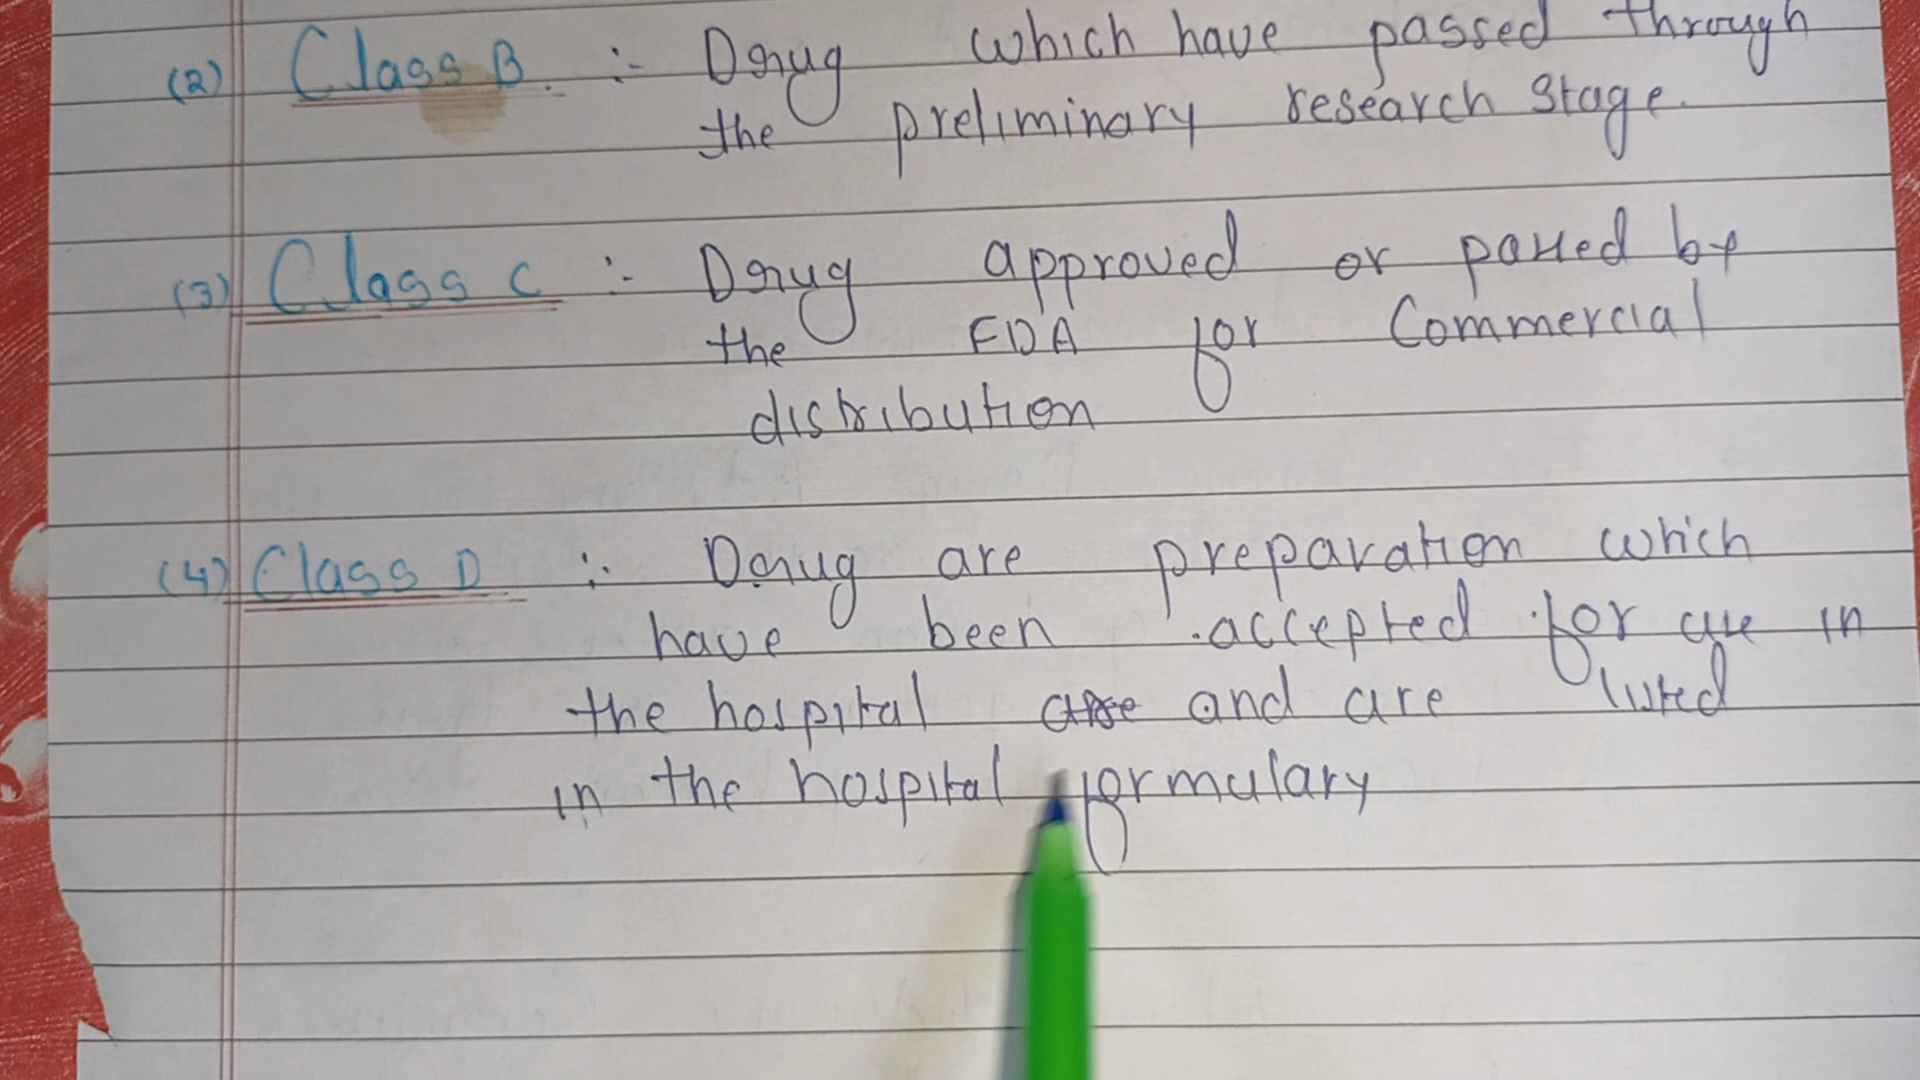 (2) Class B :- Drug which have passed through
the preliminary research stage.
(3) Class C :- Drug approved or passed by
the FDA for Commercial
distribution
(4) Class D :- Drug are preparation which
have been accepted for use in
the hospital are and are listed
in the hospital formulary